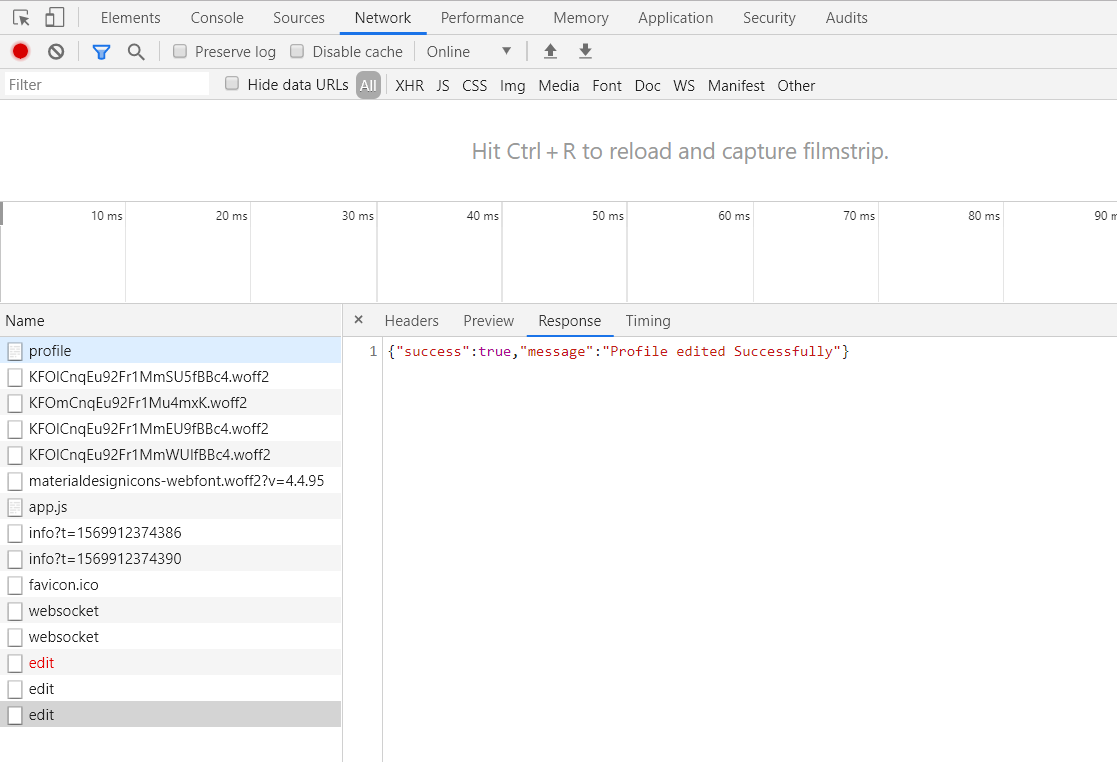 Elements Console Sources Network Performance Memory Application Security Audits
Preserve log Disable cache Online
Filter Hide data URLs All XHR JS CSS Img Media Font Doc WS Manifest Other
Hit Ctrl + R to reload and capture filmstrip.
10 ms 20 ms 30 ms 40 ms 50 ms 60 ms 70 ms 80 ms 90 m
Name
× Headers Preview Response Timing
profile
1 {"success":true,"message":"Profile edited Successfully"}
KFOlCnqEu92Fr1MmSU5fBBc4.woff2
KFOmCnqEu92Fr1Mu4mxK.woff2
KFOlCnqEu92Fr1MmEU9fBBc4.woff2
KFOlCnqEu92Fr1MmWUlfBBc4.woff2
materialdesignicons-webfont.woff2?v=4.4.95
app.js
info?t=1569912374386
info?t=1569912374390
favicon.ico
websocket
websocket
edit
edit
edit